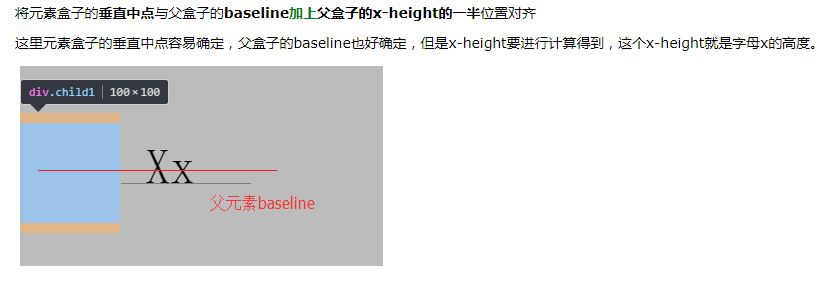 将元素盒子的垂直中点与父盒子的baseline加上父盒子的x-height的一半位置对齐
这里元素盒子的垂直中点容易确定，父盒子的baseline也好确定，但是x-height要进行计算得到，这个x-height就是字母x的高度。
div.child1 100×100
Xx
父元素baseline